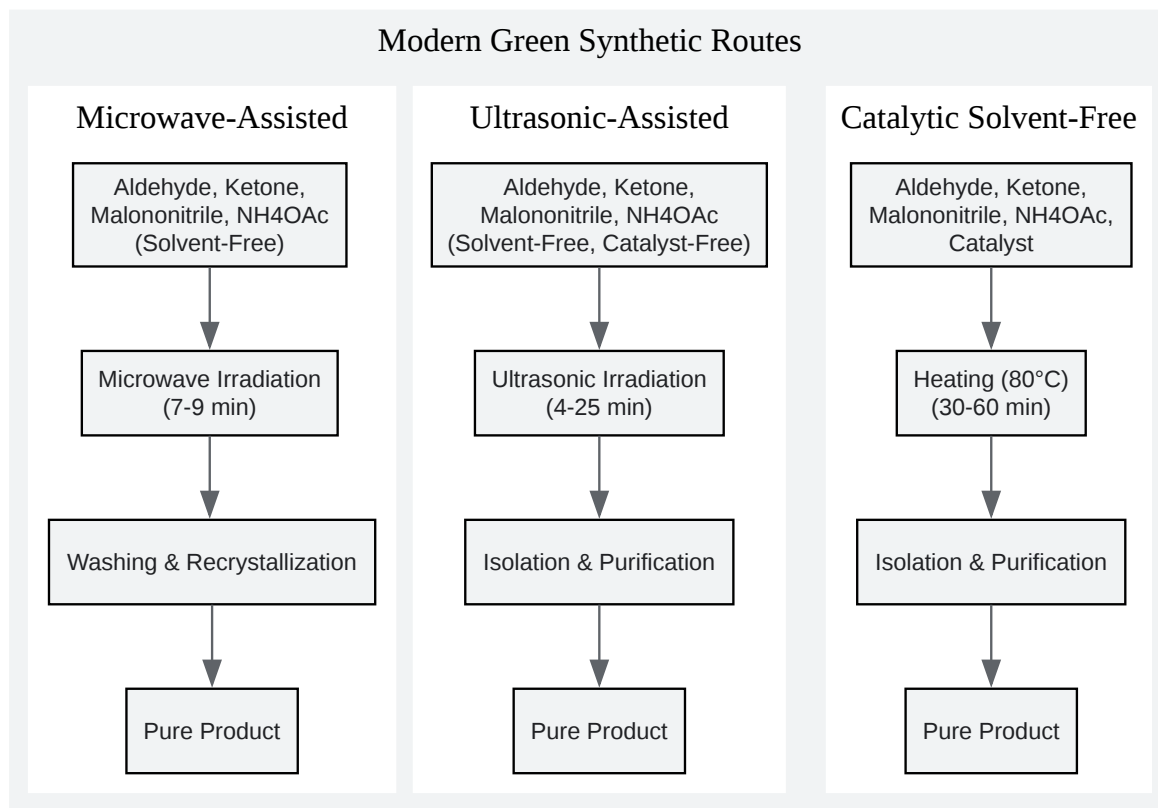 Modern Green Synthetic Routes
Microwave-Assisted
Aldehyde, Ketone,
Malononitrile, NH4OAc
(Solvent-Free)
Microwave Irradiation
(7-9 min)
Washing & Recrystallization
Pure Product
Ultrasonic-Assisted
Aldehyde, Ketone,
Malononitrile, NH4OAc
(Solvent-Free, Catalyst-Free)
Ultrasonic Irradiation
(4-25 min)
Isolation & Purification
Pure Product
Catalytic Solvent-Free
Aldehyde, Ketone,
Malononitrile, NH4OAc,
Catalyst
Heating (80°C)
(30-60 min)
Isolation & Purification
Pure Product